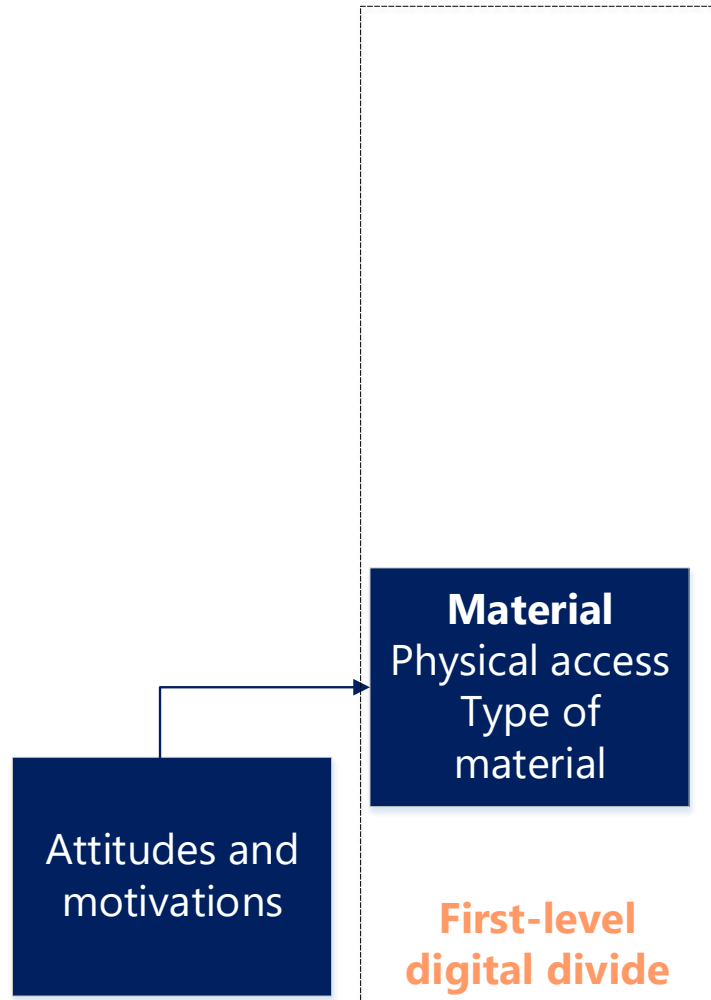 Material
Physical access
Type of
material
Attitudes and
motivations
First-level
digital divide